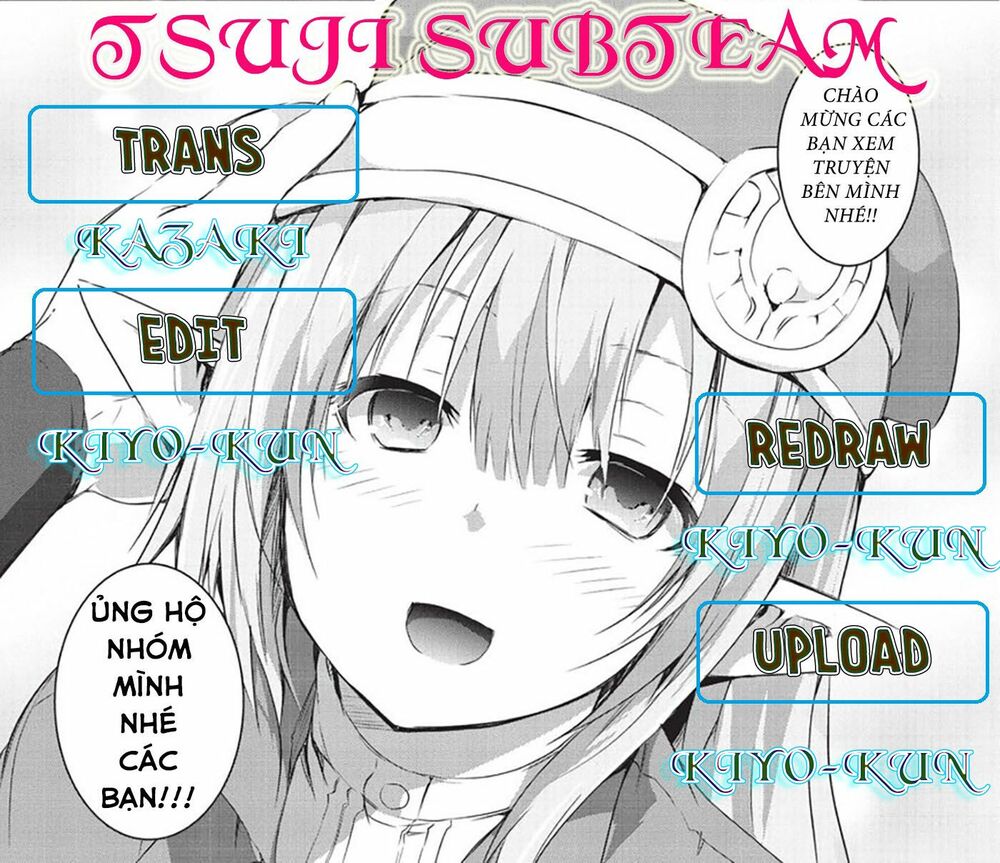 TSUJI SUBTEAM
CHÀO
MỪNG CÁC
BẠN XEM
TRUYỆN
BÊN MÌNH
NHÉ!!
TRANS
KAZAKI
EDIT
KIYO-KUN
REDRAW
KIYO-KUN
UPLOAD
KIYO-KUN
ỦNG HỘ
NHÓM
MÌNH
NHÉ
CÁC
BẠN!!!